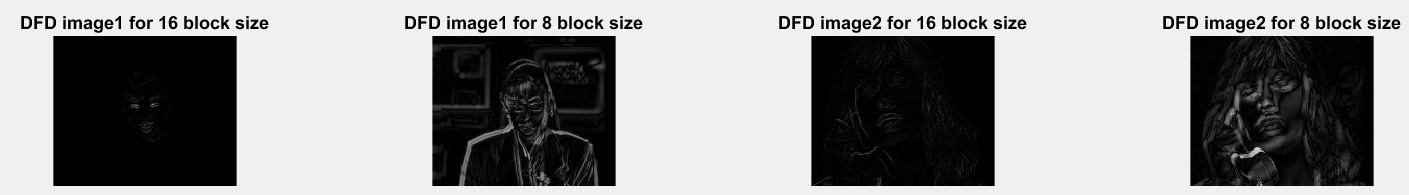 DFD image1 for 16 block size
DFD image1 for 8 block size
DFD image2 for 16 block size
DFD image2 for 8 block size